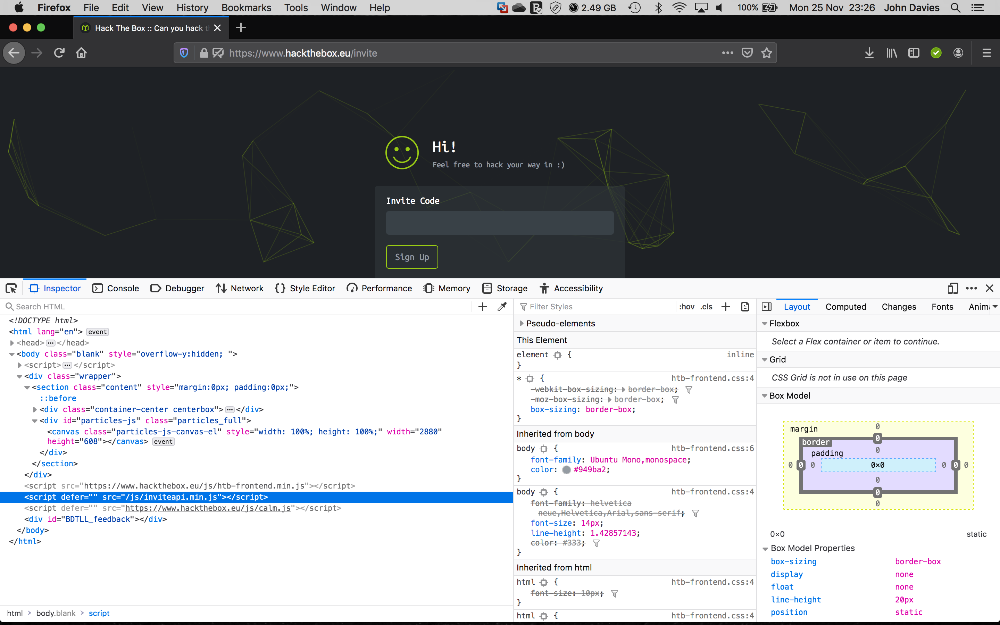 Firefox File Edit View History Bookmarks Tools Window Help 2.49 GB 100% Mon 25 Nov 23:26 John Davies
Hack The Box :: Can you hack t
https://www.hackthebox.eu/invite
Hi!
Feel free to hack your way in :)
Invite Code
Sign Up
Inspector Console Debugger Network Style Editor Performance Memory Storage Accessibility
Search HTML
<!DOCTYPE html>
<html lang="en"> event
<head>···</head>
<body class="blank" style="overflow-y:hidden; ">
<script>···</script>
<div class="wrapper">
<section class="content" style="margin:0px; padding:0px;">
::before
<div class="container-center centerbox">···</div>
<div id="particles-js" class="particles_full">
<canvas class="particles-js-canvas-el" style="width: 100%; height: 100%;" width="2880"
height="608"></canvas> event
</div>
</section>
</div>
<script src="https://www.hackthebox.eu/js/htb-frontend.min.js"></script>
<script defer="" src="/js/inviteapi.min.js"></script>
<script defer="" src="https://www.hackthebox.eu/js/calm.js"></script>
<div id="BDTLL_feedback"></div>
</body>
</html>
html body.blank script
Filter Styles :hov .cls
Pseudo-elements
This Element
element { inline
}
* { htb-frontend.css:4
-webkit-box-sizing: border-box;
-moz-box-sizing: border-box;
box-sizing: border-box;
}
Inherited from body
body { htb-frontend.css:6
font-family: Ubuntu Mono,monospace;
color: #949ba2;
}
body { htb-frontend.css:4
font-family: helvetica
neue,Helvetica,Arial,sans-serif;
font-size: 14px;
line-height: 1.42857143;
color: #333;
}
Inherited from html
html { htb-frontend.css:4
font-size: 10px;
}
html { htb-frontend.css:4
Layout Computed Changes Fonts Anim
Flexbox
Select a Flex container or item to continue.
Grid
CSS Grid is not in use on this page
Box Model
margin 0
border 0
padding 0
0 0 0 0×0 0 0 0
0
0
0
0×0 static
Box Model Properties
box-sizing border-box
display none
float none
line-height 20px
position static